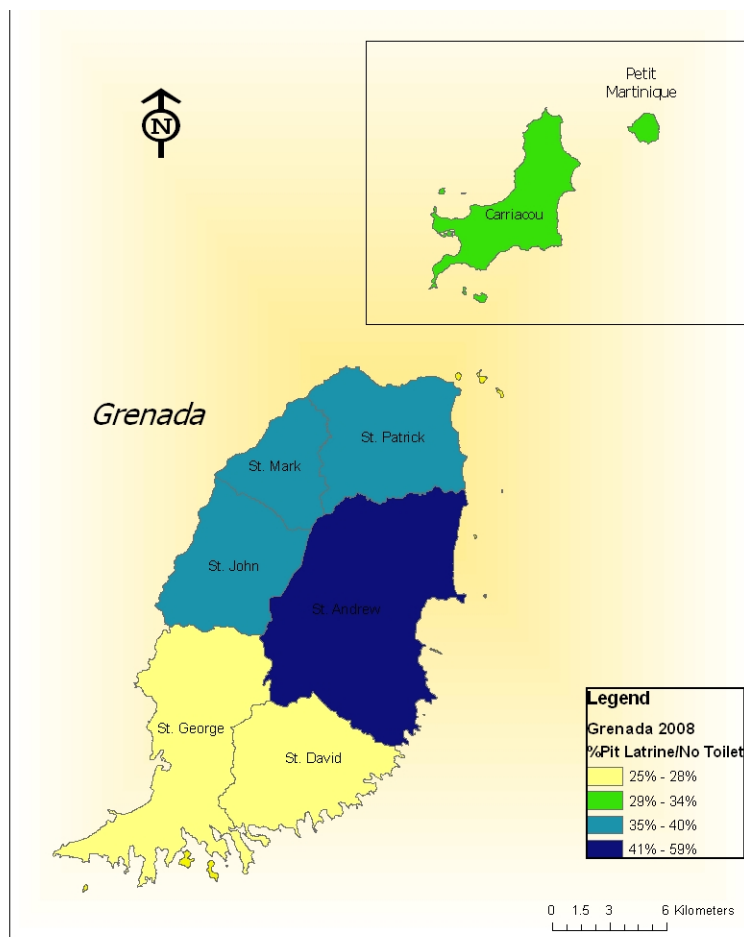 N
Petit
Martinique
Carriacou
Grenada
St. Patrick
St. Mark
St. John
St. Andrew
St. George
St. David
Legend
Grenada 2008
%Pit Latrine/No Toilet
25% - 28%
29% - 34%
35% - 40%
41% - 59%
0 1.5 3 6 Kilometers